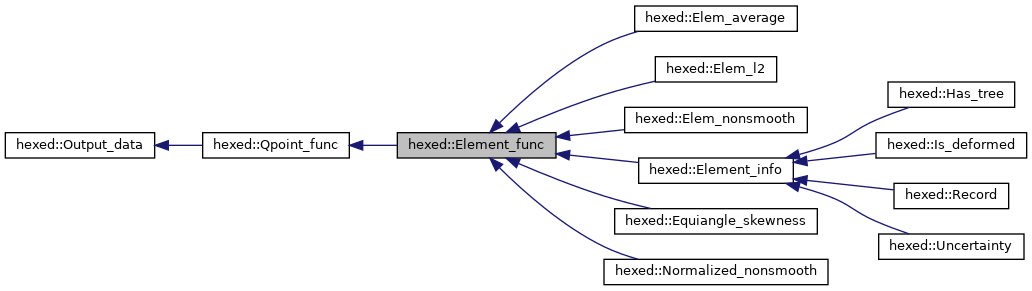 hexed::Output_data
hexed::Qpoint_func
hexed::Element_func
hexed::Elem_average
hexed::Elem_l2
hexed::Elem_nonsmooth
hexed::Element_info
hexed::Equiangle_skewness
hexed::Normalized_nonsmooth
hexed::Has_tree
hexed::Is_deformed
hexed::Record
hexed::Uncertainty